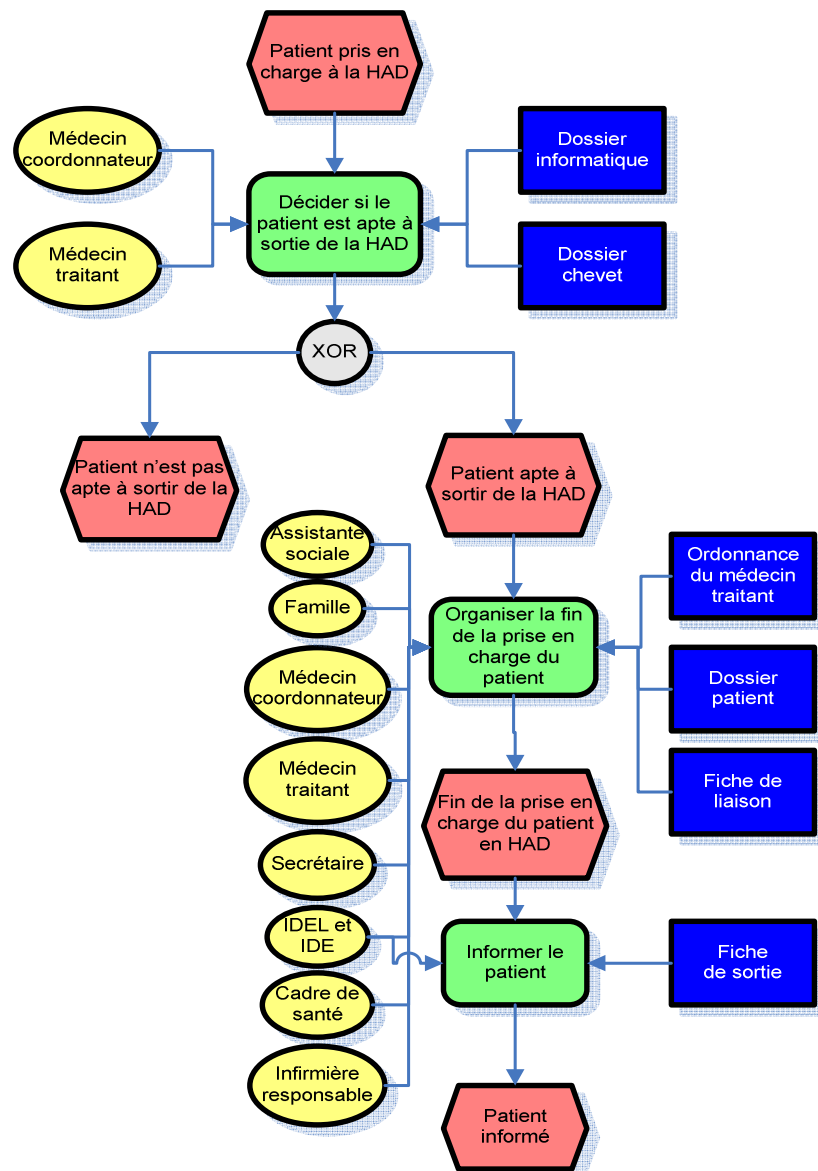 Patient pris en
charge à la HAD
Médecin
coordonnateur
Dossier
informatique
Décider si le
patient est apte à
sortie de la HAD
Médecin
traitant
Dossier
chevet
XOR
Patient n'est pas
apte à sortir de la
HAD
Patient apte à
sortir de la HAD
Assistante
sociale
Famille
Médecin
coordonnateur
Médecin
traitant
Secrétaire
IDEL et
IDE
Cadre de
santé
Infirmière
responsable
Organiser la fin
de la prise en
charge du
patient
Ordonnance
du médecin
traitant
Dossier
patient
Fiche de
liaison
Fin de la prise en
charge du patient
en HAD
Informer le
patient
Fiche
de sortie
Patient
informé